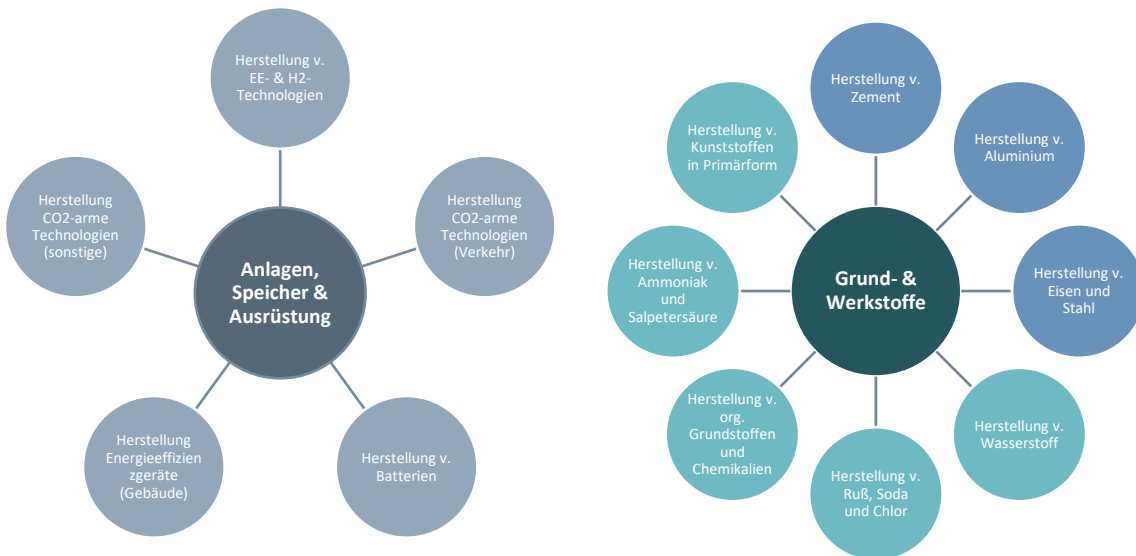 Herstellung v.
EE- & H2-
Technologien
Herstellung
CO2-arme
Technologien
(Verkehr)
Herstellung v.
Batterien
Herstellung
Energieeffizien
zgeräte
(Gebäude)
Herstellung
CO2-arme
Technologien
(sonstige)
Anlagen,
Speicher &
Ausrüstung
Herstellung v.
Zement
Herstellung v.
Aluminium
Herstellung v.
Eisen und
Stahl
Herstellung v.
Wasserstoff
Herstellung v.
Ruß, Soda
und Chlor
Herstellung v.
org.
Grundstoffen
und
Chemikalien
Herstellung v.
Ammoniak
und
Salpetersäure
Herstellung v.
Kunststoffen
in Primärform
Grund- &
Werkstoffe